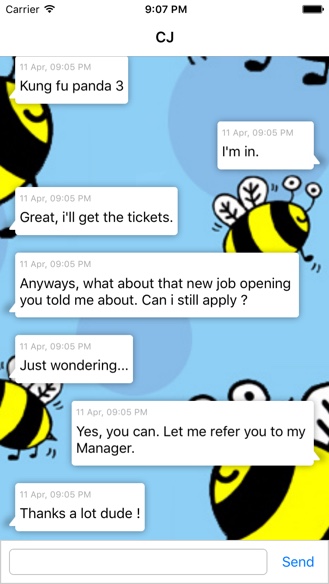 Carrier 9:07 PM
CJ
11 Apr, 09:05 PM
Kung fu panda 3
11 Apr, 09:05 PM
I'm in.
11 Apr, 09:05 PM
Great, i'll get the tickets.
11 Apr, 09:05 PM
Anyways, what about that new job opening
you told me about. Can i still apply ?
11 Apr, 09:05 PM
Just wondering...
11 Apr, 09:05 PM
Yes, you can. Let me refer you to my
Manager.
11 Apr, 09:05 PM
Thanks a lot dude !
Send